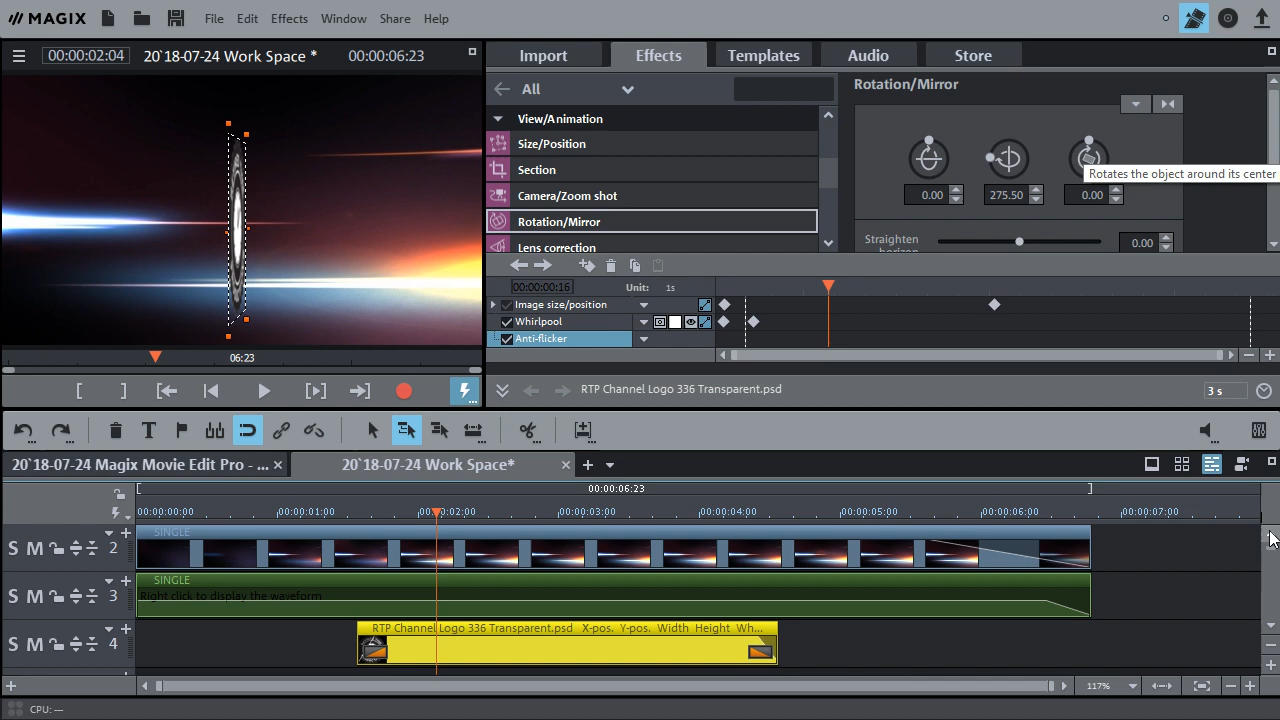 MAGIX File Edit Effects Window Share Help
00:00:02:04 20`18-07-24 Work Space * 00:00:06:23
Import Effects Templates Audio Store
All
Rotation/Mirror
View/Animation
Size/Position
Section
Camera/Zoom shot
Rotation/Mirror
Lens correction
Rotates the object around its center
0.00 275.50 0.00
Straighten
horizon
0.00
00:00:00:16 Unit: 1s
Image size/position
Whirlpool
Anti-flicker
06:23
RTP Channel Logo 336 Transparent.psd 3 s
20`18-07-24 Magix Movie Edit Pro - ... 20`18-07-24 Work Space*
00:00:06:23
00:00:00:00 00:00:01:00 00:00:02:00 00:00:03:00 00:00:04:00 00:00:05:00 00:00:06:00 00:00:07:00
SINGLE
S M 2
SINGLE
S M 3
Right click to display the waveform
RTP Channel Logo 336 Transparent.psd X-pos. Y-pos. Width Height Wh...
S M 4
117%
CPU: ---